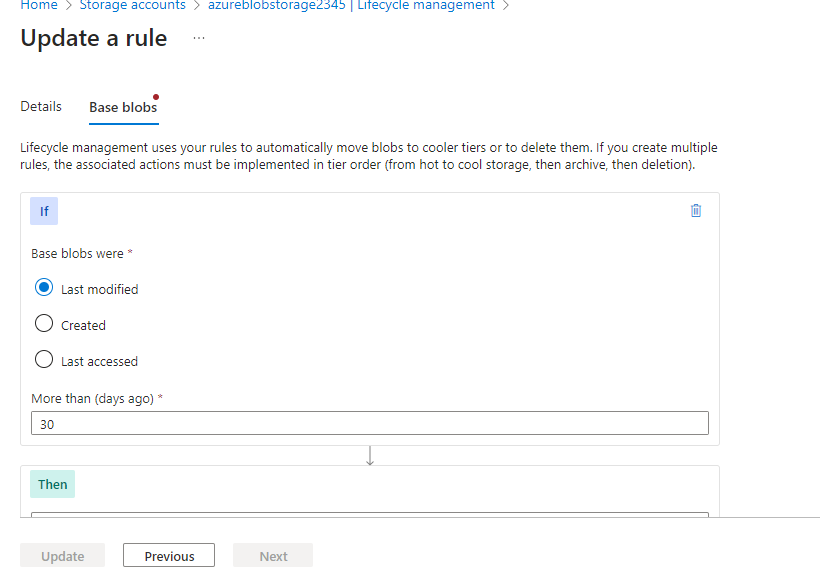 Home > Storage accounts > azureblobstorage2345 | Lifecycle management >
Update a rule ...
Details Base blobs
Lifecycle management uses your rules to automatically move blobs to cooler tiers or to delete them. If you create multiple
rules, the associated actions must be implemented in tier order (from hot to cool storage, then archive, then deletion).
If
Base blobs were *
Last modified
Created
Last accessed
More than (days ago) *
30
Then
Update Previous Next